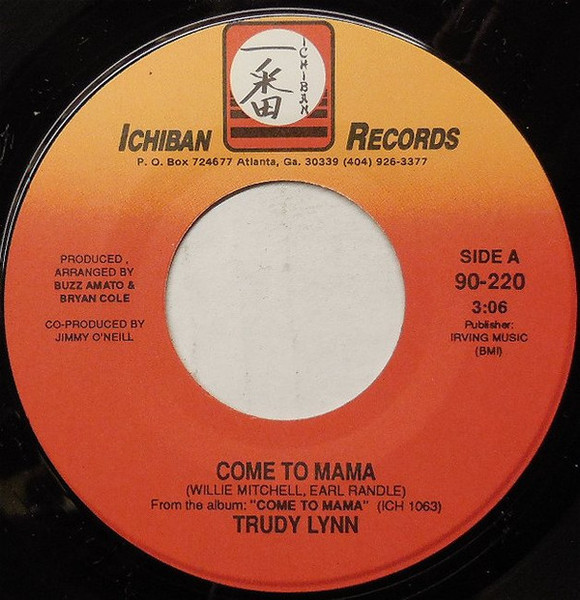 一番
ICHIBAN
ICHIBAN RECORDS
P. O. Box 724677 Atlanta, Ga. 30339 (404) 926-3377
PRODUCED,
ARRANGED BY
BUZZ AMATO &
BRYAN COLE
CO-PRODUCED BY
JIMMY O'NEILL
SIDE A
90-220
3:06
Publisher:
IRVING MUSIC
(BMI)
COME TO MAMA
(WILLIE MITCHELL, EARL RANDLE)
From the album: "COME TO MAMA" (ICH 1063)
TRUDY LYNN